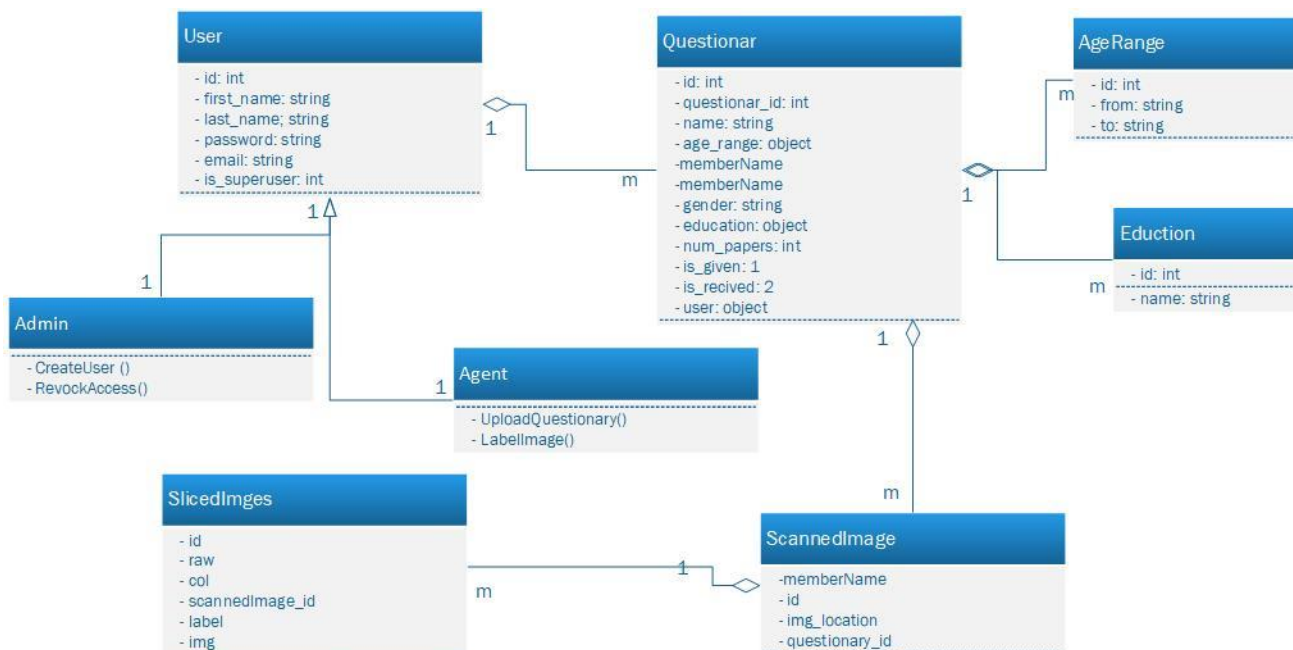 User
- id: int
- first_name: string
- last_name; string
- password: string
- email: string
- is_superuser: int
1
m
1
1
Questionar
- id: int
- questionar_id: int
- name: string
- age_range: object
-memberName
-memberName
- gender: string
- education: object
- num_papers: int
- is_given: 1
- is_recived: 2
- user: object
1
m
m
1
m
AgeRange
- id: int
- from: string
- to: string
Eduction
- id: int
- name: string
Admin
- CreateUser ()
- RevockAccess()
1
Agent
- UploadQuestionary()
- LabelImage()
SlicedImges
- id
- raw
- col
- scannedImage_id
- label
- img
m
1
ScannedImage
-memberName
- id
- img_location
- questionary_id